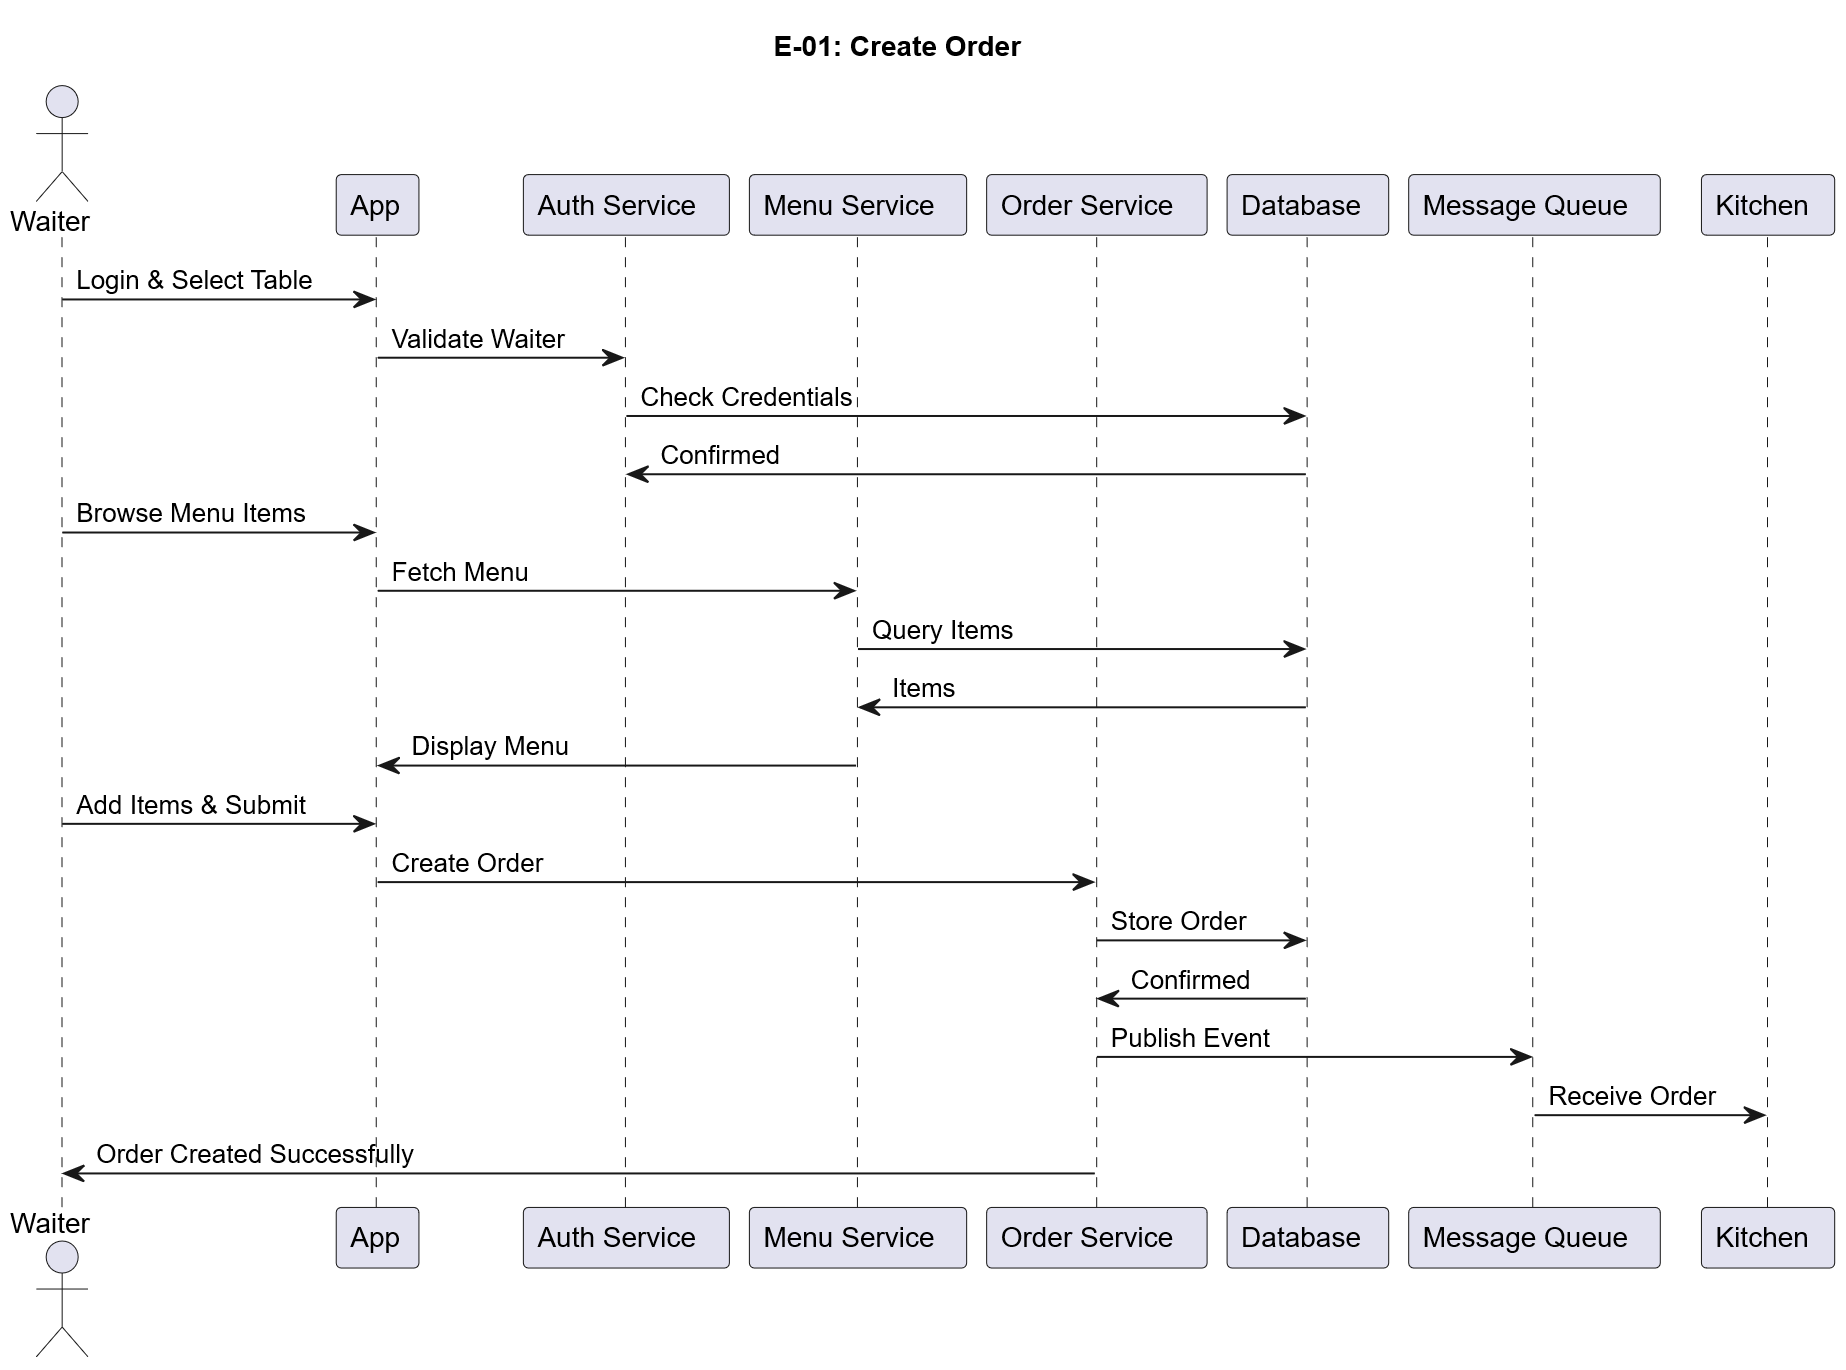 E-01: Create Order
Waiter
App
Auth Service
Menu Service
Order Service
Database
Message Queue
Kitchen
Login & Select Table
Validate Waiter
Check Credentials
Confirmed
Browse Menu Items
Fetch Menu
Query Items
Items
Display Menu
Add Items & Submit
Create Order
Store Order
Confirmed
Publish Event
Receive Order
Order Created Successfully
Waiter
App
Auth Service
Menu Service
Order Service
Database
Message Queue
Kitchen